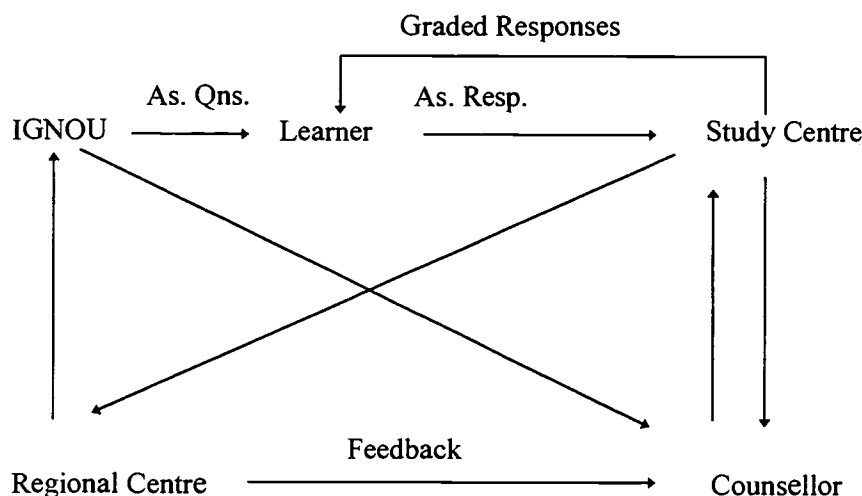 Graded Responses
As. Qns.
As. Resp.
IGNOU
Learner
Study Centre
Feedback
Regional Centre
Counsellor